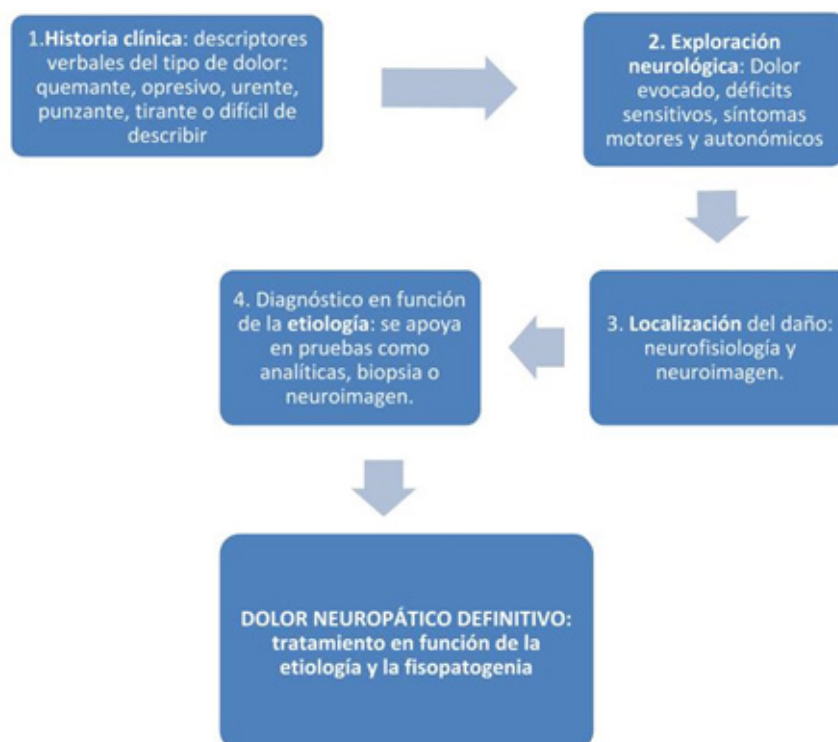 1.Historia clínica: descriptores
verbales del tipo de dolor:
quemante, opresivo, urente,
punzante, tirante o difícil de
describir
2. Exploración
neurológica: Dolor
evocado, déficits
sensitivos, síntomas
motores y autonómicos
3. Localización del daño:
neurofisiología y
neuroimagen.
4. Diagnóstico en función
de la etiología: se apoya
en pruebas como
analíticas, biopsia o
neuroimagen.
DOLOR NEUROPÁTICO DEFINITIVO:
tratamiento en función de la
etiología y la fisopatogenia